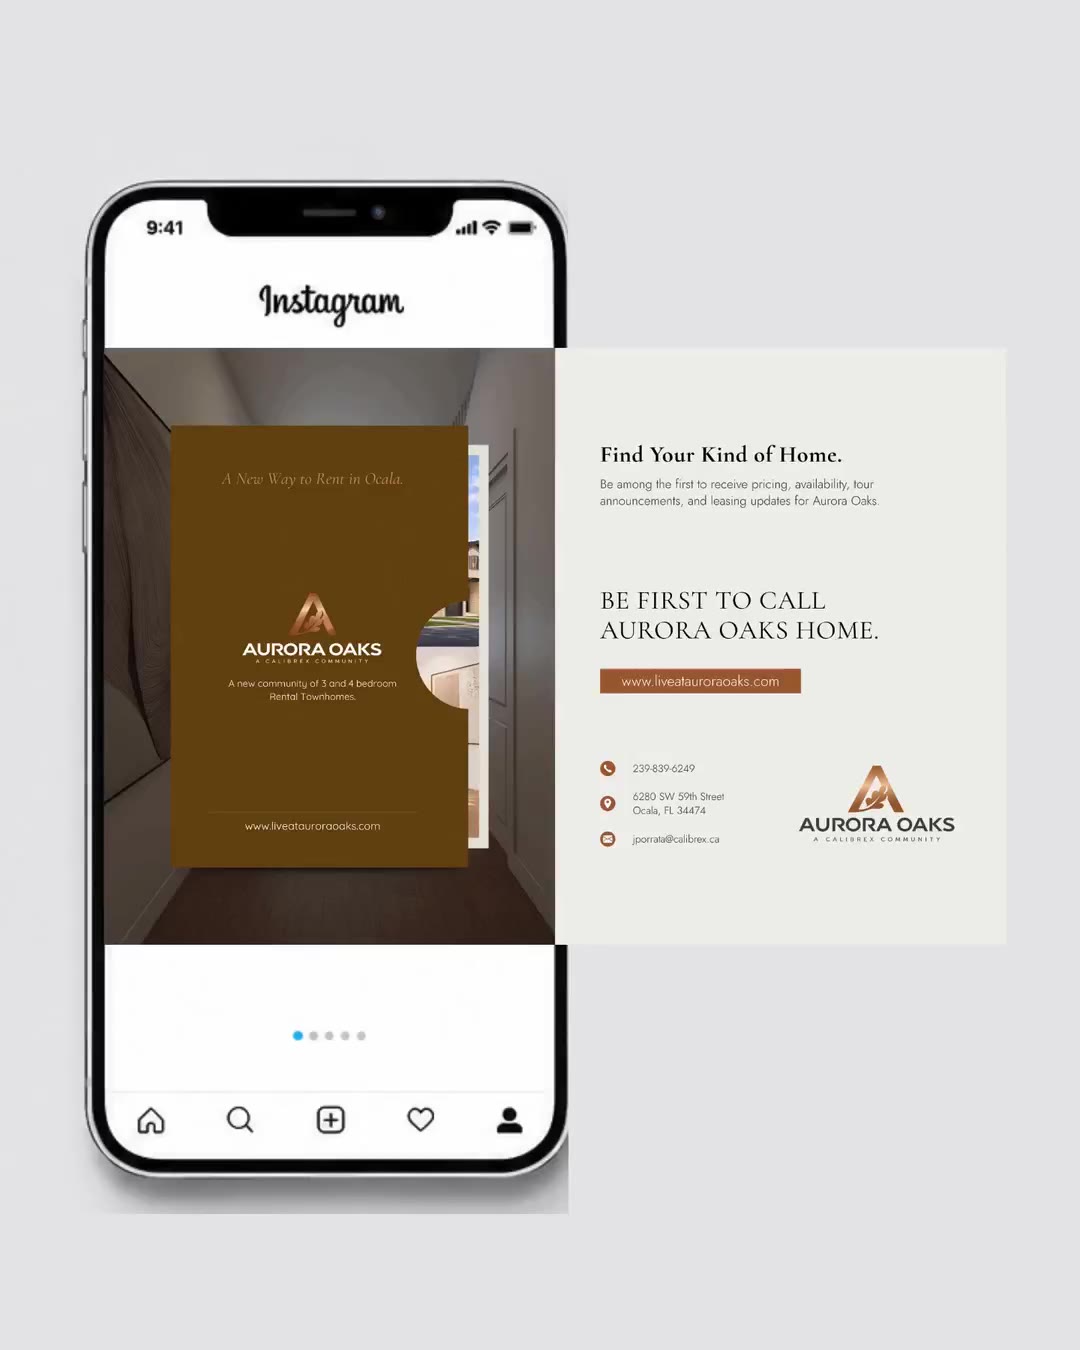 9:41
Instagram
A New Way to Rent in Ocala.
AURORA OAKS
A CALIBREX COMMUNITY
A new community of 3 and 4 bedroom
Rental Townhomes.
www.liveatauroraoaks.com
Find Your Kind of Home.
Be among the first to receive pricing, availability, tour
announcements, and leasing updates for Aurora Oaks.
BE FIRST TO CALL
AURORA OAKS HOME.
www.liveatauroraoaks.com
239-839-6249
6280 SW 59th Street
Ocala, FL 34474
jporrata@calibrex.ca
AURORA OAKS
A CALIBREX COMMUNITY